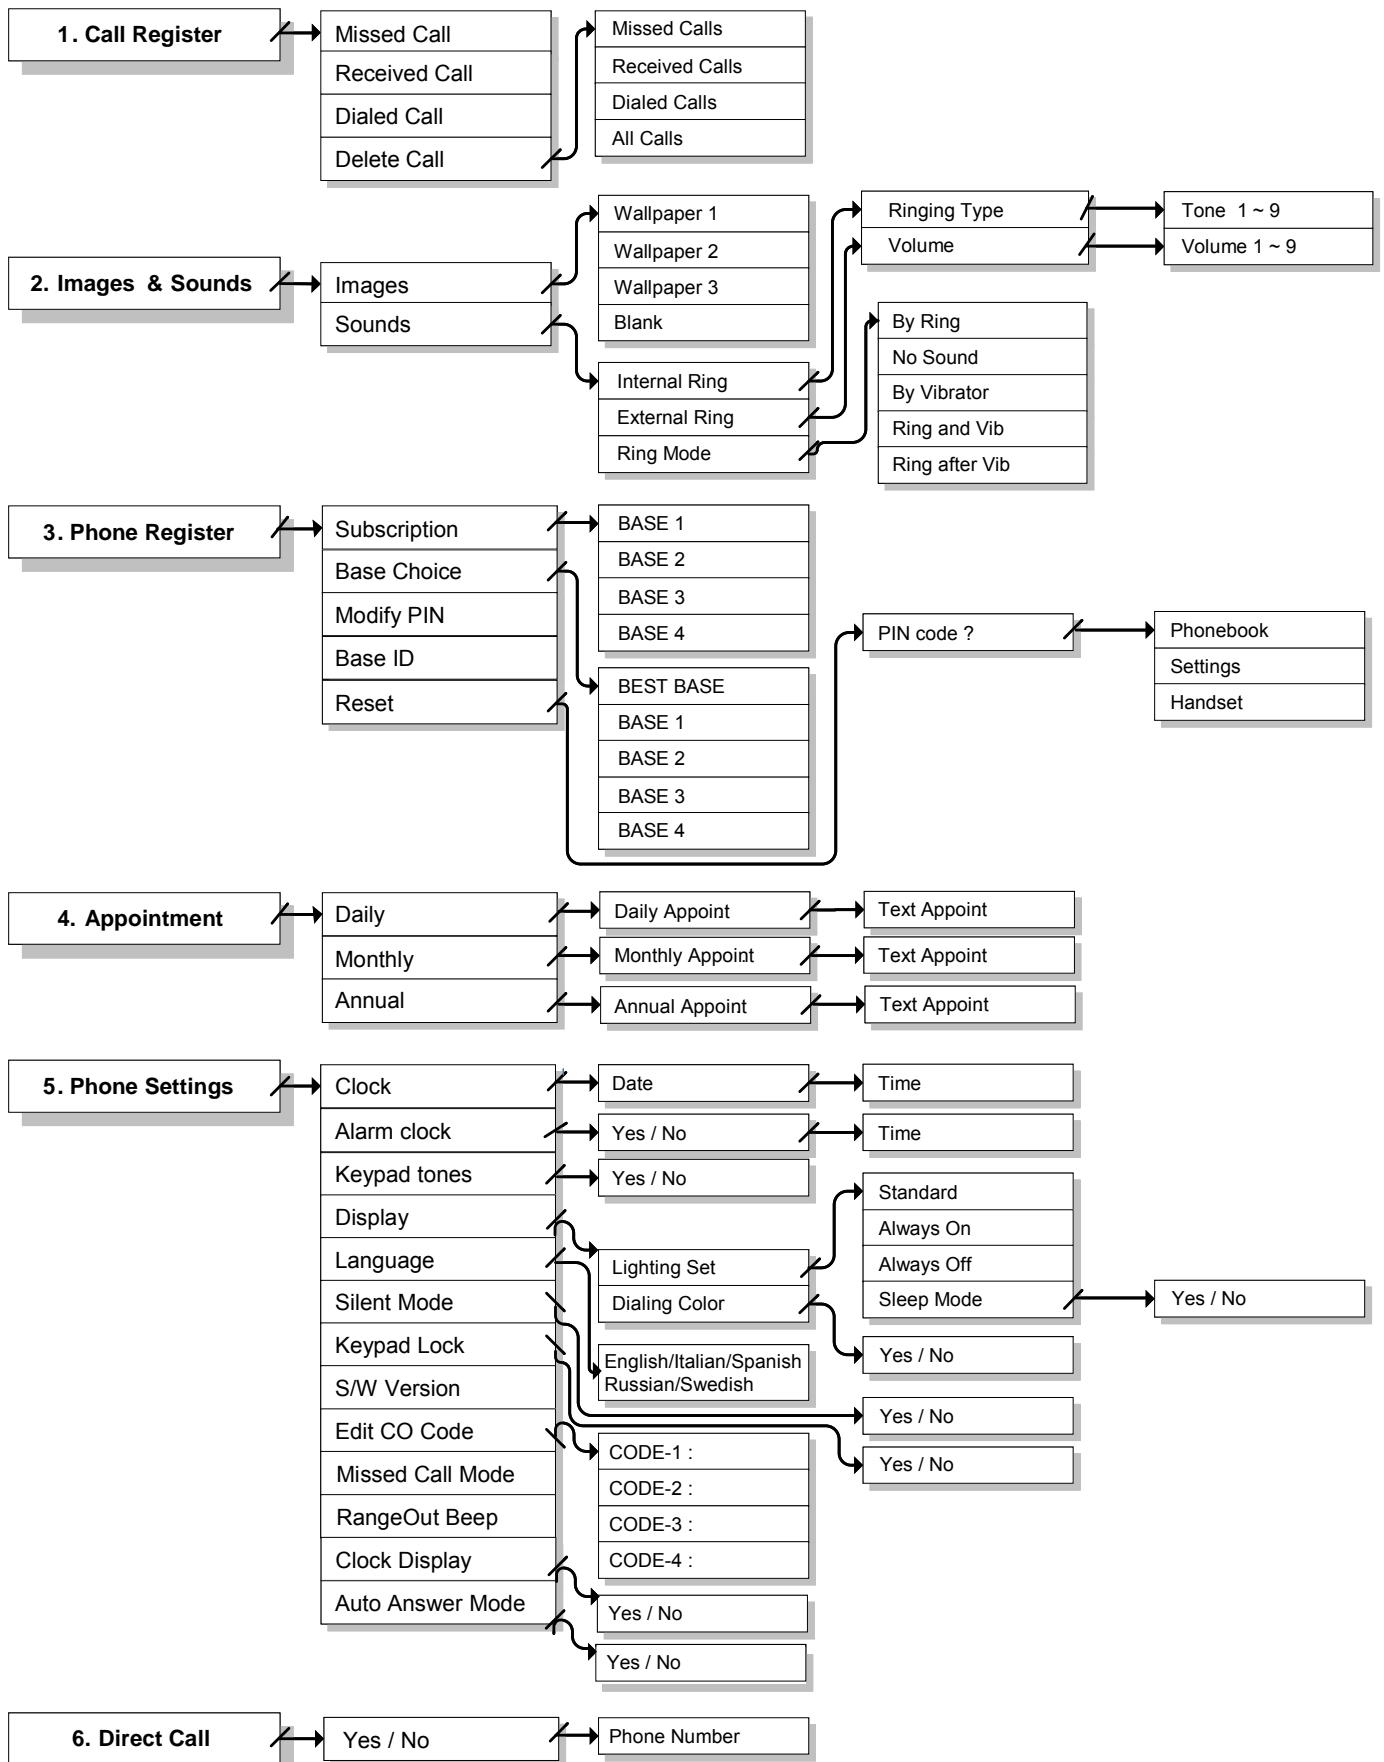 1. Call Register
Missed Call
Received Call
Dialed Call
Delete Call
Missed Calls
Received Calls
Dialed Calls
All Calls
2. Images & Sounds
Images
Sounds
Wallpaper 1
Wallpaper 2
Wallpaper 3
Blank
Internal Ring
External Ring
Ring Mode
Ringing Type
Volume
Tone 1 ~ 9
Volume 1 ~ 9
By Ring
No Sound
By Vibrator
Ring and Vib
Ring after Vib
3. Phone Register
Subscription
Base Choice
Modify PIN
Base ID
Reset
BASE 1
BASE 2
BASE 3
BASE 4
BEST BASE
BASE 1
BASE 2
BASE 3
BASE 4
PIN code ?
Phonebook
Settings
Handset
4. Appointment
Daily
Monthly
Annual
Daily Appoint
Monthly Appoint
Annual Appoint
Text Appoint
Text Appoint
Text Appoint
5. Phone Settings
Clock
Alarm clock
Keypad tones
Display
Language
Silent Mode
Keypad Lock
S/W Version
Edit CO Code
Missed Call Mode
RangeOut Beep
Clock Display
Auto Answer Mode
Date
Time
Yes / No
Time
Yes / No
Lighting Set
Dialing Color
Standard
Always On
Always Off
Sleep Mode
Yes / No
Yes / No
English/Italian/Spanish
Russian/Swedish
Yes / No
Yes / No
CODE-1 :
CODE-2 :
CODE-3 :
CODE-4 :
Yes / No
Yes / No
6. Direct Call
Yes / No
Phone Number